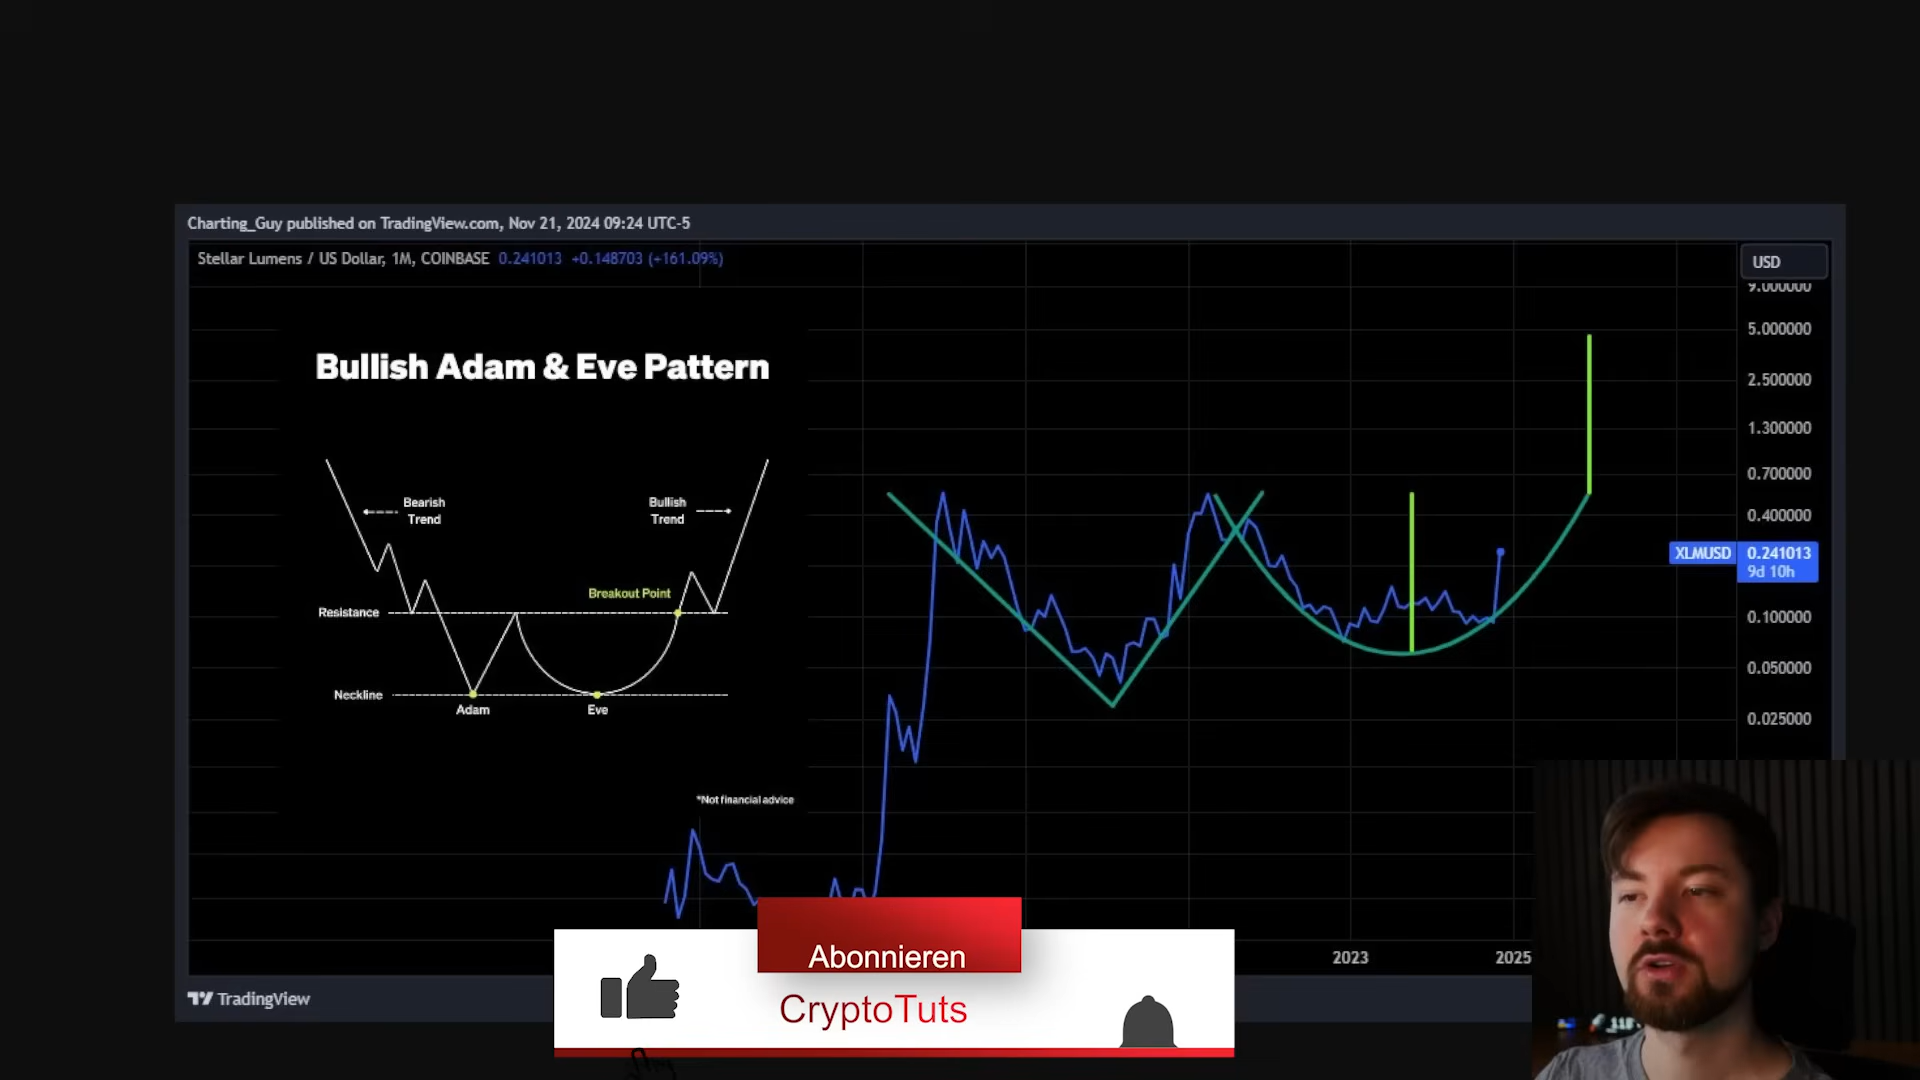 Charting_Guy published on TradingView.com, Nov 21, 2024 09:24 UTC-5
Stellar Lumens / US Dollar, 1M, COINBASE 0.241013 +0.148703 (+161.09%)
USD
9.000000
5.000000
2.500000
1.300000
0.700000
0.400000
XLMUSD 0.241013
9d 10h
0.100000
0.050000
0.025000
Bullish Adam & Eve Pattern
Bearish
Trend
Bullish
Trend
Breakout Point
Resistance
Neckline
Adam
Eve
*Not financial advice
2023
2025
TradingView
Abonnieren
CryptoTuts